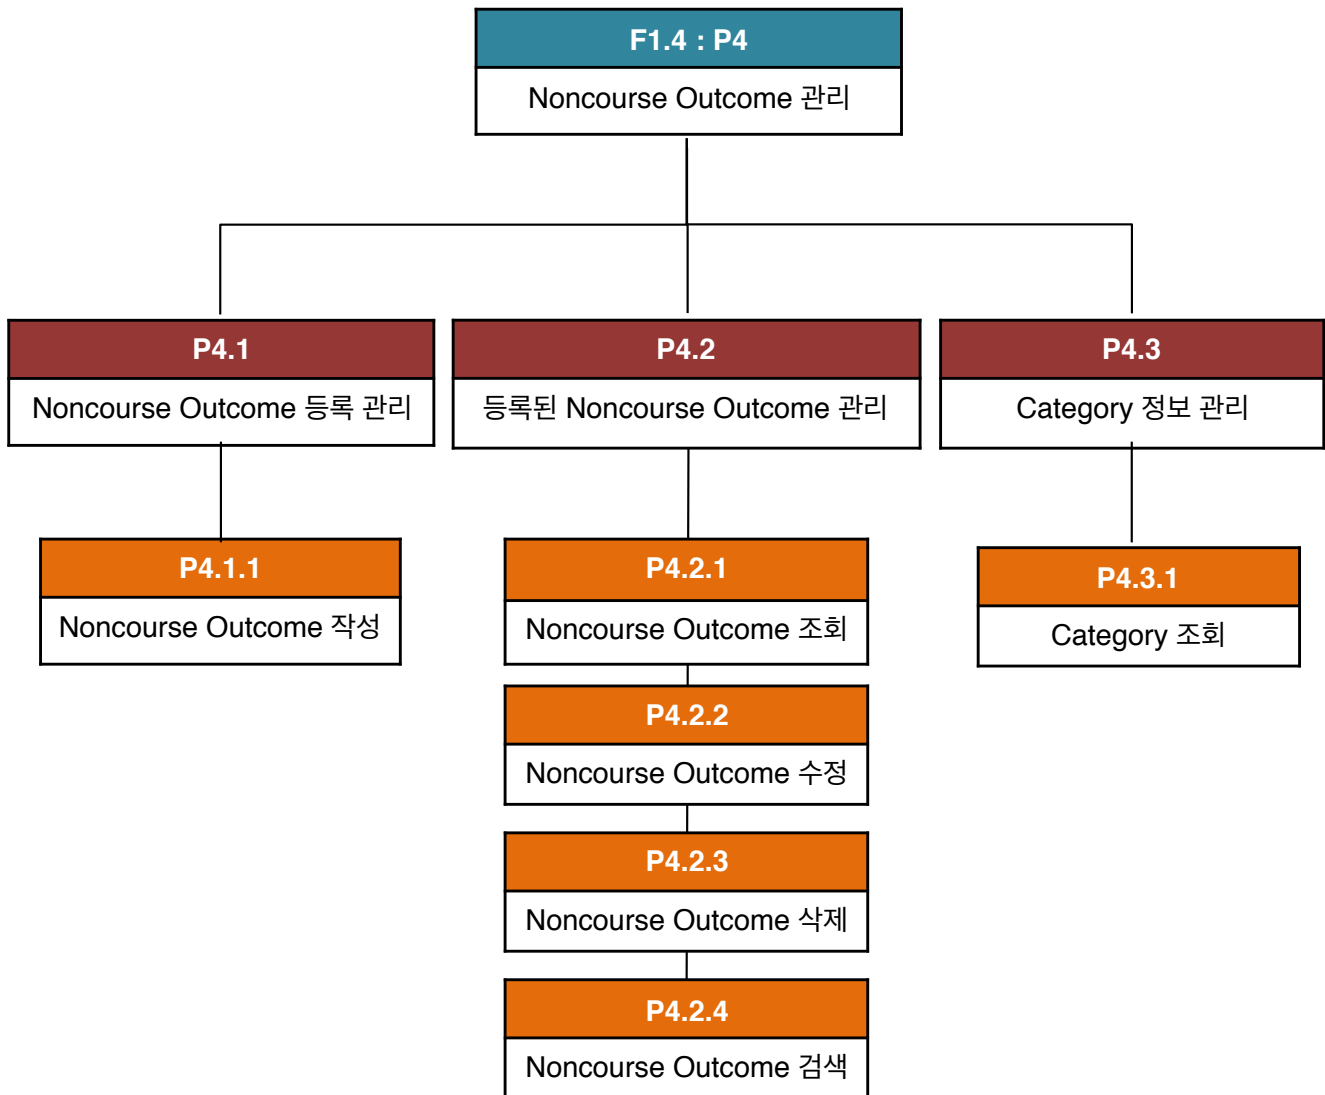 F1.4 : P4
Noncourse Outcome 관리
P4.1
Noncourse Outcome 등록 관리
P4.2
등록된 Noncourse Outcome 관리
P4.3
Category 정보 관리
P4.1.1
Noncourse Outcome 작성
P4.2.1
Noncourse Outcome 조회
P4.2.2
Noncourse Outcome 수정
P4.2.3
Noncourse Outcome 삭제
P4.2.4
Noncourse Outcome 검색
P4.3.1
Category 조회